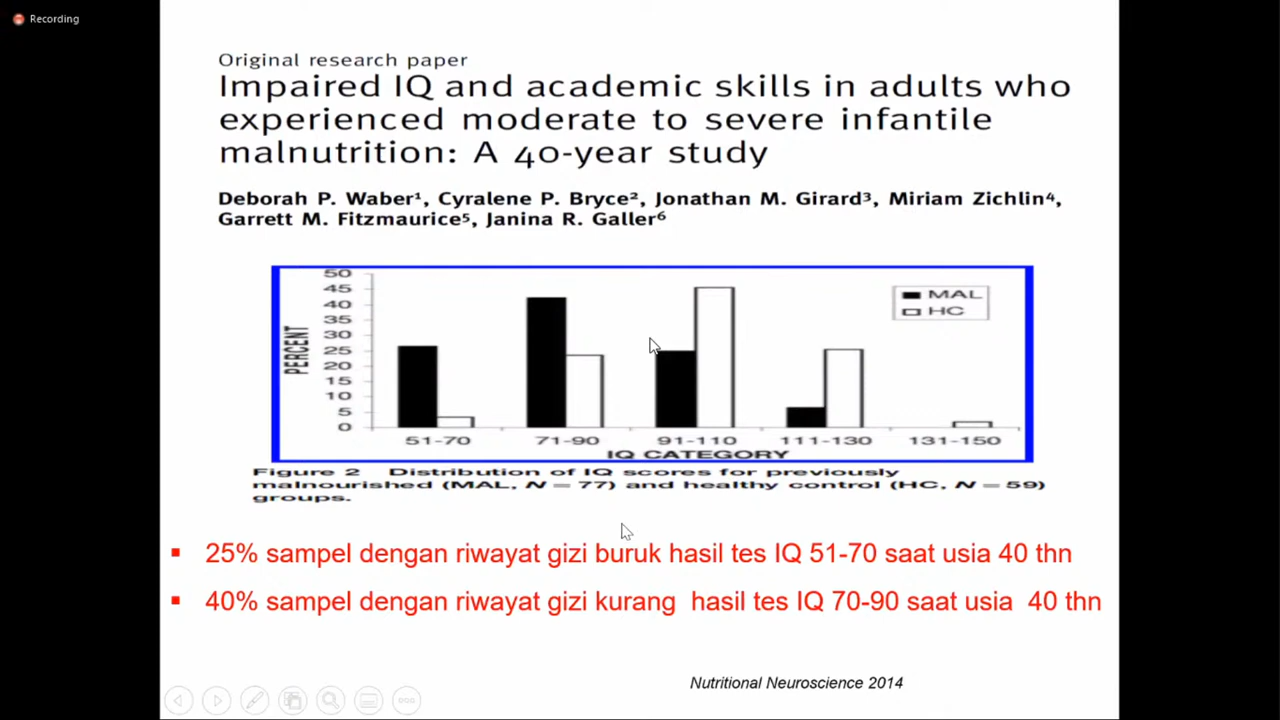 Recording
Original research paper
Impaired IQ and academic skills in adults who
experienced moderate to severe infantile
malnutrition: A 40-year study
Deborah P. Waber¹, Cyralene P. Bryce², Jonathan M. Girard³, Miriam Zichlin⁴,
Garrett M. Fitzmaurice⁵, Janina R. Galler⁶
50
45
40
35
30
25
20
15
10
5
0
PERCENT
MAL
HC
51-70 71-90 91-110 111-130 131-150
IQ CATEGORY
Figure 2 Distribution of IQ scores for previously
malnourished (MAL, N = 77) and healthy control (HC, N = 59)
groups.
▪ 25% sampel dengan riwayat gizi buruk hasil tes IQ 51-70 saat usia 40 thn
▪ 40% sampel dengan riwayat gizi kurang hasil tes IQ 70-90 saat usia 40 thn
Nutritional Neuroscience 2014